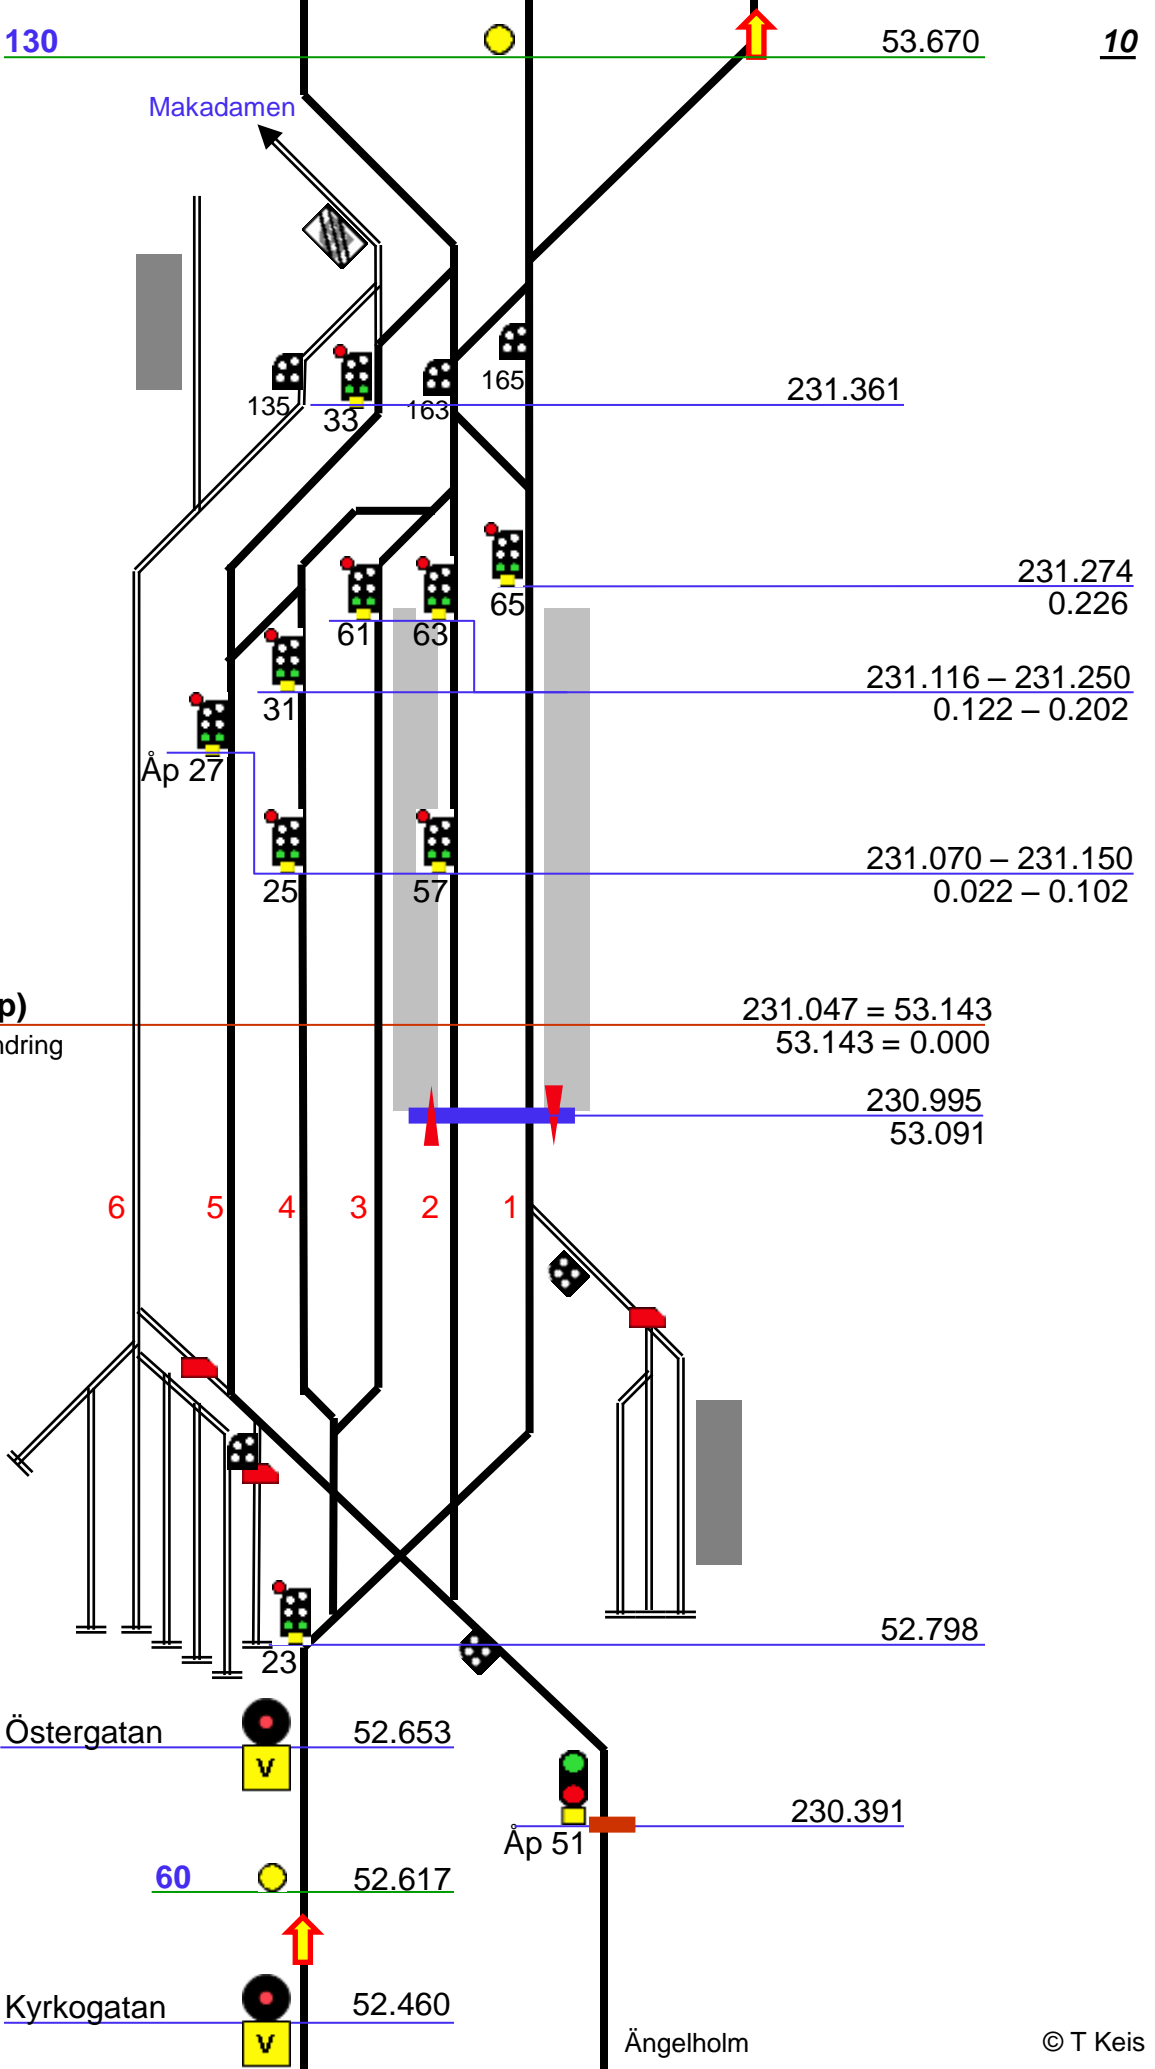 130 53.670 10
Makadamen
165
135 33 163 231.361
65 231.274
0.226
61 63
31 231.116 – 231.250
0.122 – 0.202
Åp 27
25 57 231.070 – 231.150
0.022 – 0.102
p) 231.047 = 53.143
ndring 53.143 = 0.000
230.995
53.091
6 5 4 3 2 1
23 52.798
Östergatan 52.653
V
Åp 51 230.391
60 52.617
Kyrkogatan 52.460
V
Ängelholm © T Keis